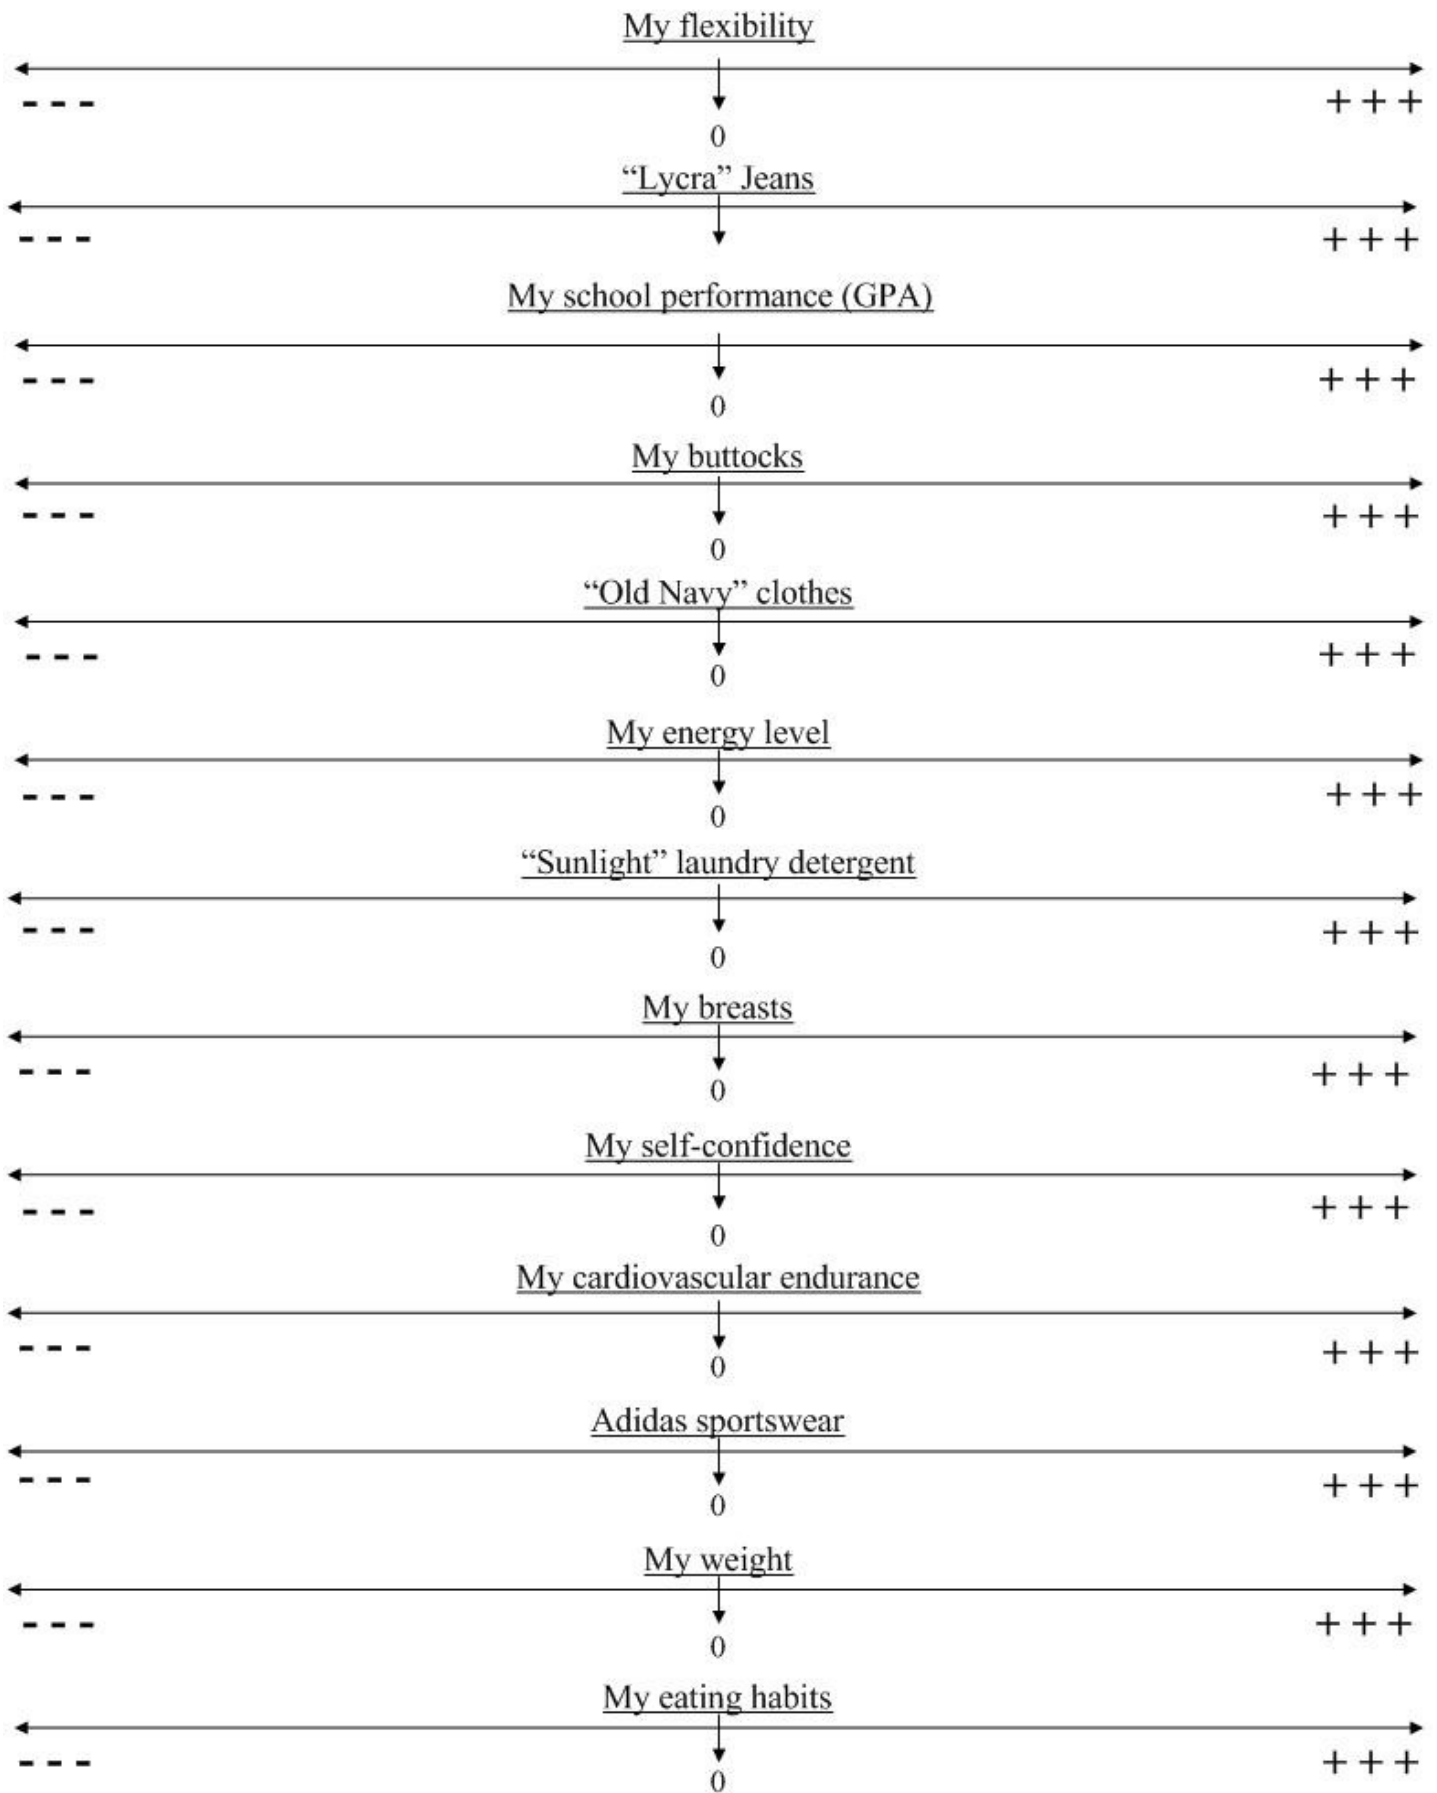 My flexibility
- - - + + +
0
“Lycra” Jeans
- - - + + +
My school performance (GPA)
- - - + + +
0
My buttocks
- - - + + +
0
“Old Navy” clothes
- - - + + +
0
My energy level
- - - + + +
0
“Sunlight” laundry detergent
- - - + + +
0
My breasts
- - - + + +
0
My self-confidence
- - - + + +
0
My cardiovascular endurance
- - - + + +
0
Adidas sportswear
- - - + + +
0
My weight
- - - + + +
0
My eating habits
- - - + + +
0